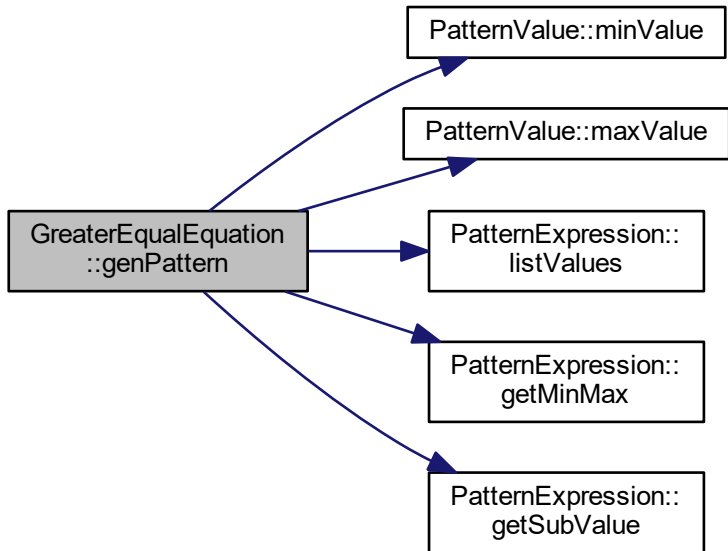 PatternValue::minValue
PatternValue::maxValue
GreaterEqualEquation
::genPattern
PatternExpression::
listValues
PatternExpression::
getMinMax
PatternExpression::
getSubValue